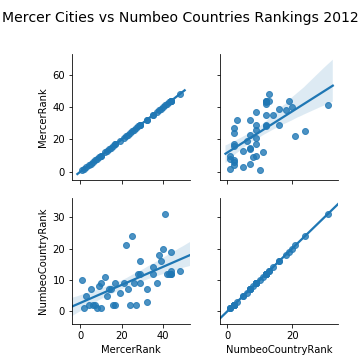 Mercer Cities vs Numbeo Countries Rankings 2012
MercerRank
60
40
20
0
NumbeoCountryRank
30
20
10
0
0 20 40
MercerRank
0 20
NumbeoCountryRank